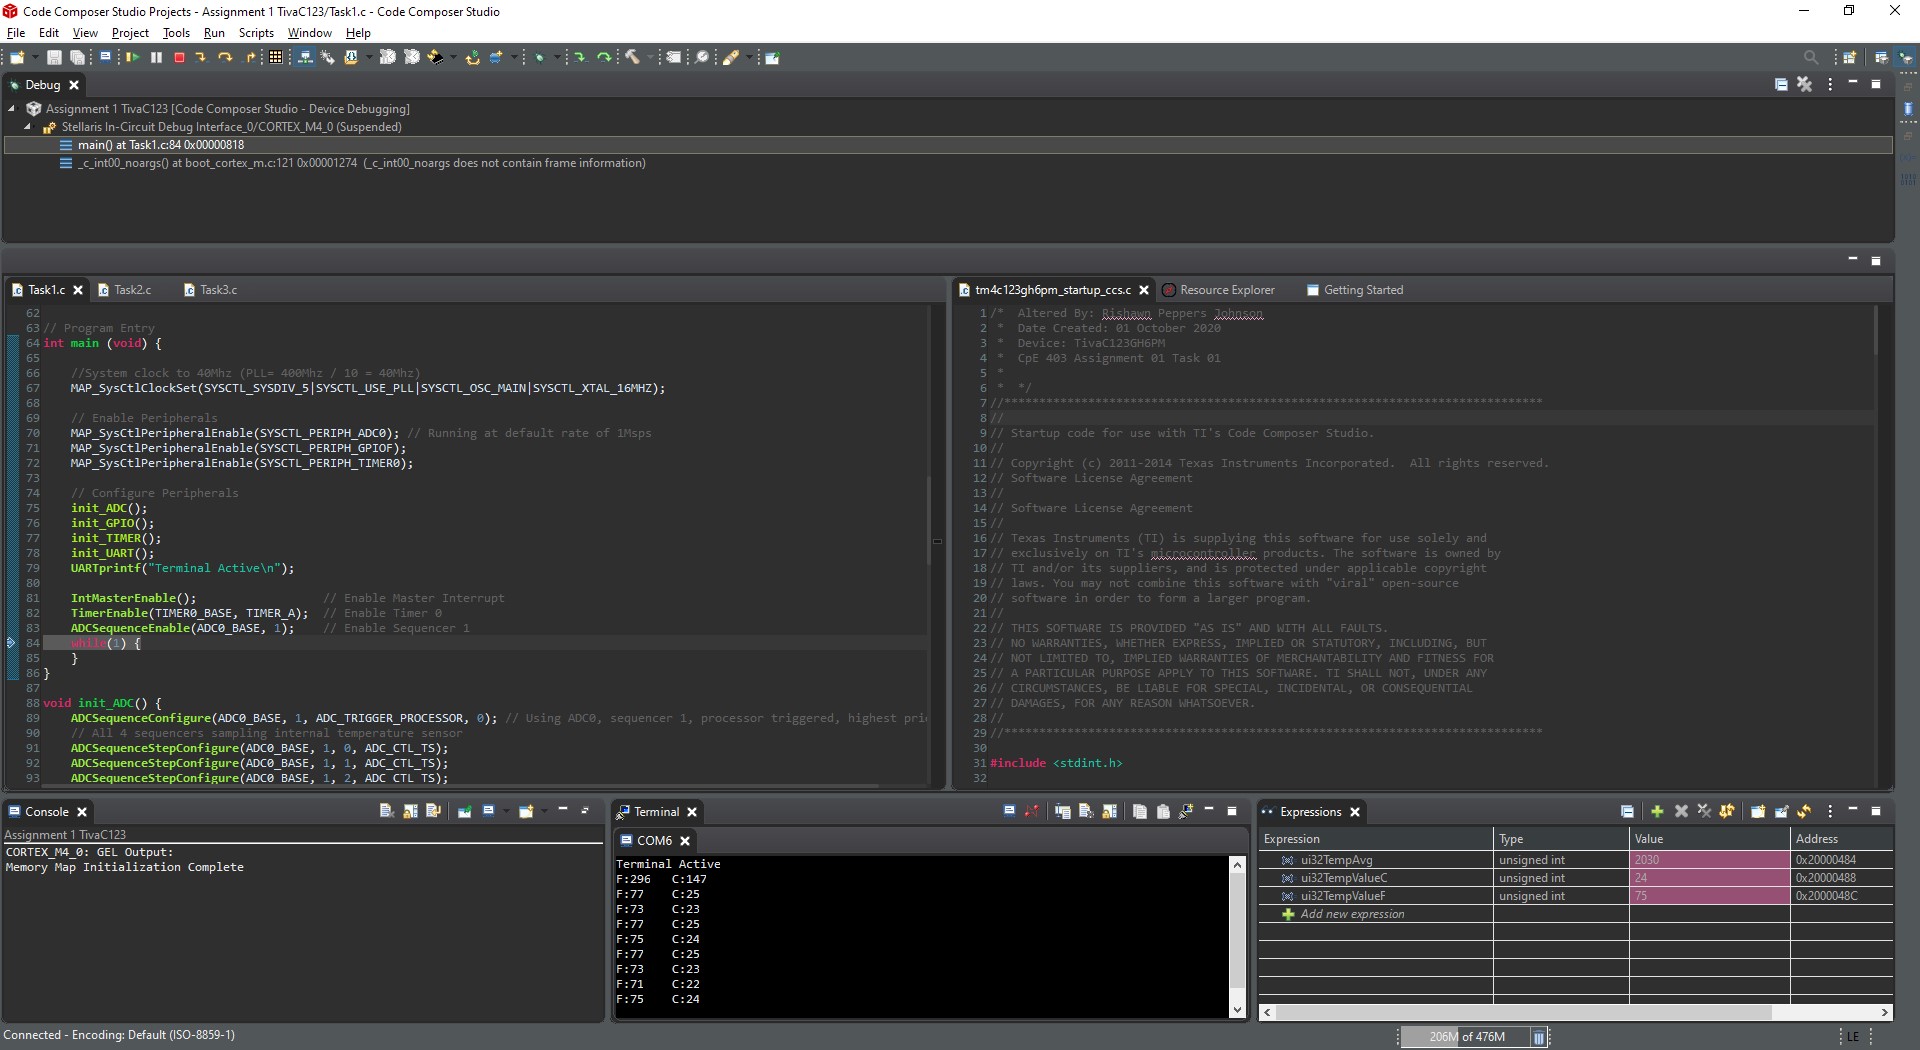 Code Composer Studio Projects - Assignment 1 TivaC123/Task1.c - Code Composer Studio
File Edit View Project Tools Run Scripts Window Help
Debug
Assignment 1 TivaC123 [Code Composer Studio - Device Debugging]
Stellaris In-Circuit Debug Interface_0/CORTEX_M4_0 (Suspended)
main() at Task1.c:84 0x00000818
_c_int00_noargs() at boot_cortex_m.c:121 0x00001274 (_c_int00_noargs does not contain frame information)
Task1.c Task2.c Task3.c
62
63 // Program Entry
64 int main (void) {
65
66 //System clock to 40Mhz (PLL= 400Mhz / 10 = 40Mhz)
67 MAP_SysCtlClockSet(SYSCTL_SYSDIV_5|SYSCTL_USE_PLL|SYSCTL_OSC_MAIN|SYSCTL_XTAL_16MHZ);
68
69 // Enable Peripherals
70 MAP_SysCtlPeripheralEnable(SYSCTL_PERIPH_ADC0); // Running at default rate of 1Msps
71 MAP_SysCtlPeripheralEnable(SYSCTL_PERIPH_GPIOF);
72 MAP_SysCtlPeripheralEnable(SYSCTL_PERIPH_TIMER0);
73
74 // Configure Peripherals
75 init_ADC();
76 init_GPIO();
77 init_TIMER();
78 init_UART();
79 UARTprintf("Terminal Active\n");
80
81 IntMasterEnable(); // Enable Master Interrupt
82 TimerEnable(TIMER0_BASE, TIMER_A); // Enable Timer 0
83 ADCSequenceEnable(ADC0_BASE, 1); // Enable Sequencer 1
84 while(1) {
85 }
86 }
87
88 void init_ADC() {
89 ADCSequenceConfigure(ADC0_BASE, 1, ADC_TRIGGER_PROCESSOR, 0); // Using ADC0, sequencer 1, processor triggered, highest pri
90 // All 4 sequencers sampling internal temperature sensor
91 ADCSequenceStepConfigure(ADC0_BASE, 1, 0, ADC_CTL_TS);
92 ADCSequenceStepConfigure(ADC0_BASE, 1, 1, ADC_CTL_TS);
93 ADCSequenceStepConfigure(ADC0_BASE, 1, 2, ADC_CTL_TS);
tm4c123gh6pm_startup_ccs.c Resource Explorer Getting Started
1 /* Altered By: Rishawn Peppers Johnson
2 * Date Created: 01 October 2020
3 * Device: TivaC123GH6PM
4 * CpE 403 Assignment 01 Task 01
5 *
6 * */
7 //*****************************************************************************
8 //
9 // Startup code for use with TI's Code Composer Studio.
10 //
11 // Copyright (c) 2011-2014 Texas Instruments Incorporated. All rights reserved.
12 // Software License Agreement
13 //
14 // Software License Agreement
15 //
16 // Texas Instruments (TI) is supplying this software for use solely and
17 // exclusively on TI's microcontroller products. The software is owned by
18 // TI and/or its suppliers, and is protected under applicable copyright
19 // laws. You may not combine this software with "viral" open-source
20 // software in order to form a larger program.
21 //
22 // THIS SOFTWARE IS PROVIDED "AS IS" AND WITH ALL FAULTS.
23 // NO WARRANTIES, WHETHER EXPRESS, IMPLIED OR STATUTORY, INCLUDING, BUT
24 // NOT LIMITED TO, IMPLIED WARRANTIES OF MERCHANTABILITY AND FITNESS FOR
25 // A PARTICULAR PURPOSE APPLY TO THIS SOFTWARE. TI SHALL NOT, UNDER ANY
26 // CIRCUMSTANCES, BE LIABLE FOR SPECIAL, INCIDENTAL, OR CONSEQUENTIAL
27 // DAMAGES, FOR ANY REASON WHATSOEVER.
28 //
29 //*****************************************************************************
30
31 #include <stdint.h>
32
Console
Assignment 1 TivaC123
CORTEX_M4_0: GEL Output:
Memory Map Initialization Complete
Terminal
COM6
Terminal Active
F:296 C:147
F:77 C:25
F:73 C:23
F:77 C:25
F:75 C:24
F:77 C:25
F:73 C:23
F:71 C:22
F:75 C:24
Expressions
Expression Type Value Address
ui32TempAvg unsigned int 2030 0x20000484
ui32TempValueC unsigned int 24 0x20000488
ui32TempValueF unsigned int 75 0x2000048C
Add new expression
Connected - Encoding: Default (ISO-8859-1)
206M of 476M
LE